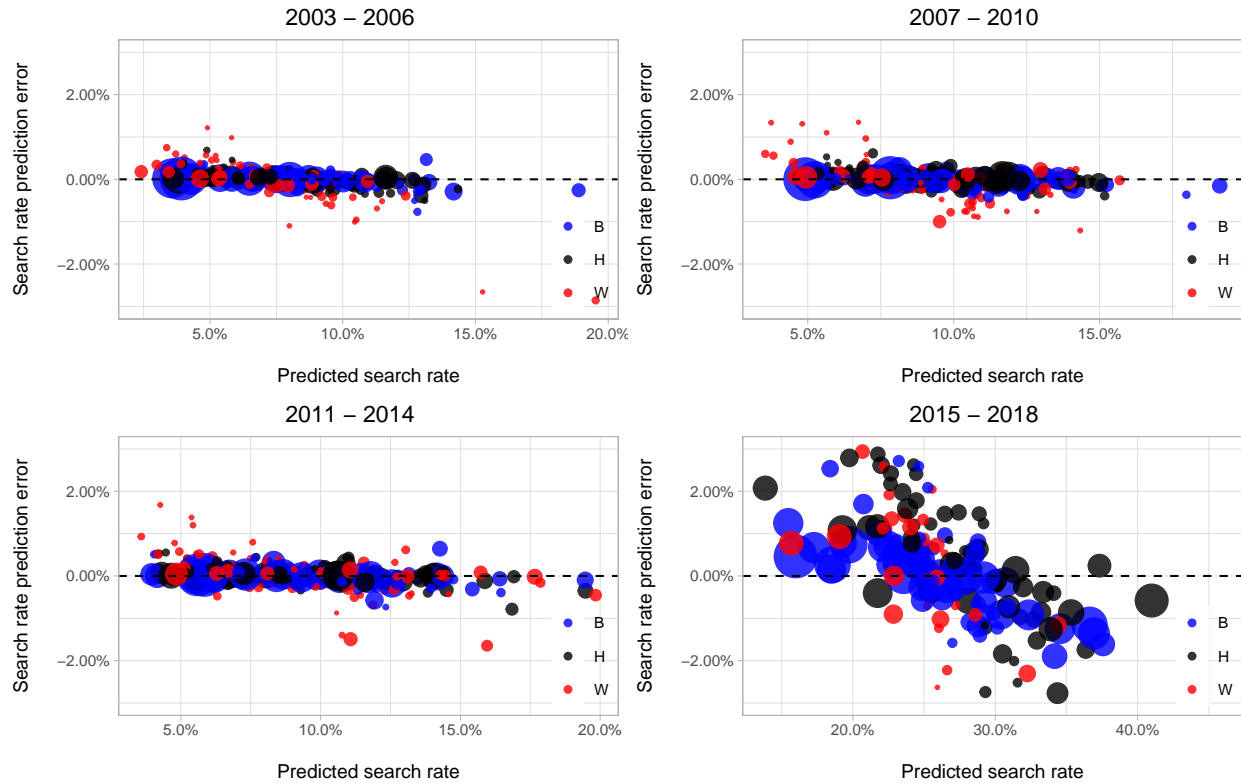 2003 – 2006
Search rate prediction error
2.00%
0.00%
−2.00%
B
H
W
5.0%
10.0%
15.0%
20.0%
Predicted search rate
2007 – 2010
Search rate prediction error
2.00%
0.00%
−2.00%
B
H
W
5.0%
10.0%
15.0%
Predicted search rate
2011 – 2014
Search rate prediction error
2.00%
0.00%
−2.00%
B
H
W
5.0%
10.0%
15.0%
20.0%
Predicted search rate
2015 – 2018
Search rate prediction error
2.00%
0.00%
−2.00%
B
H
W
20.0%
30.0%
40.0%
Predicted search rate